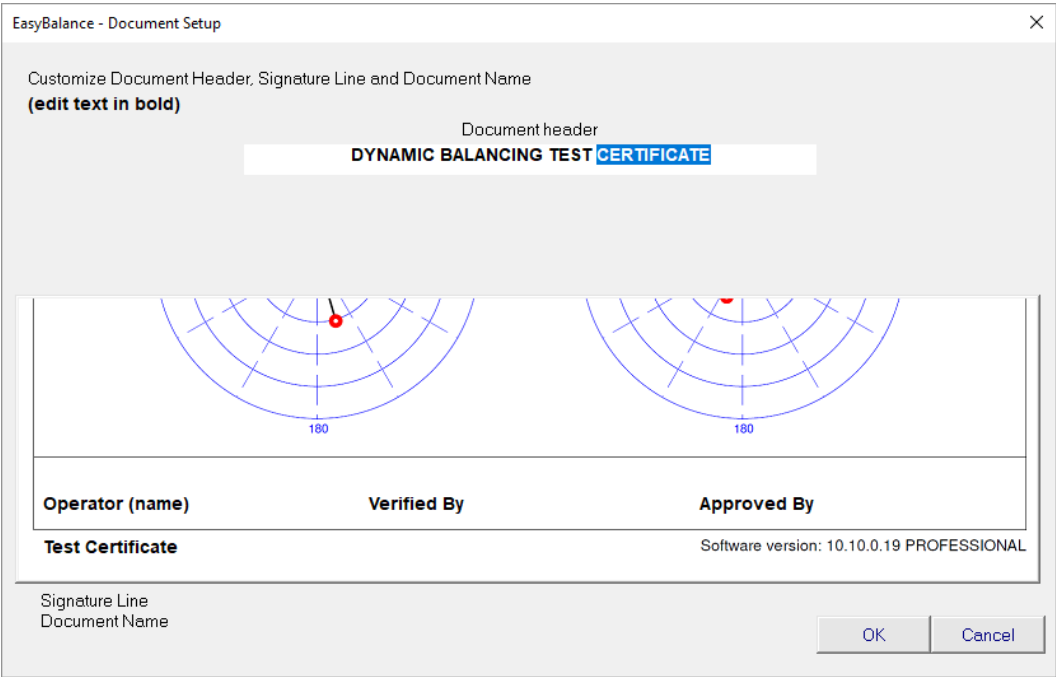 EasyBalance - Document Setup
Customize Document Header, Signature Line and Document Name
(edit text in bold)
Document header
DYNAMIC BALANCING TEST CERTIFICATE
180 180
Operator (name) Verified By Approved By
Test Certificate Software version: 10.10.0.19 PROFESSIONAL
Signature Line
Document Name
OK Cancel